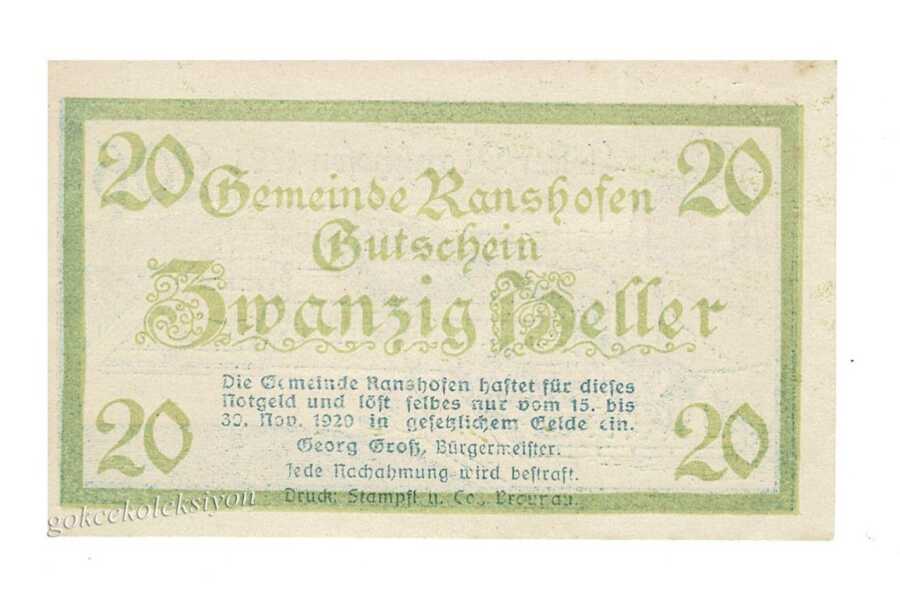 20 20
Gemeinde Ranshofen
Gutschein
Zwanzig Heller
Die Gemeinde Ranshofen haftet für dieses
Notgeld und löst selbes nur vom 15. bis
30. Nov. 1920 in gesetzlichem Gelde ein.
Georg Groß, Bürgermeister.
Jede Nachahmung wird bestraft.
Druck: Stampfl u. Co., Braunau.
20 20
gokcekoleksiyon